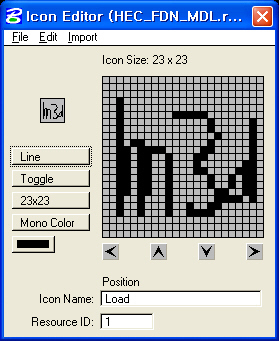 Icon Editor (HEC_FDN_MDL.r...
File Edit Import
Icon Size: 23 x 23
m3d
Line
Toggle
23x23
Mono Color
Position
Icon Name: Load
Resource ID: 1